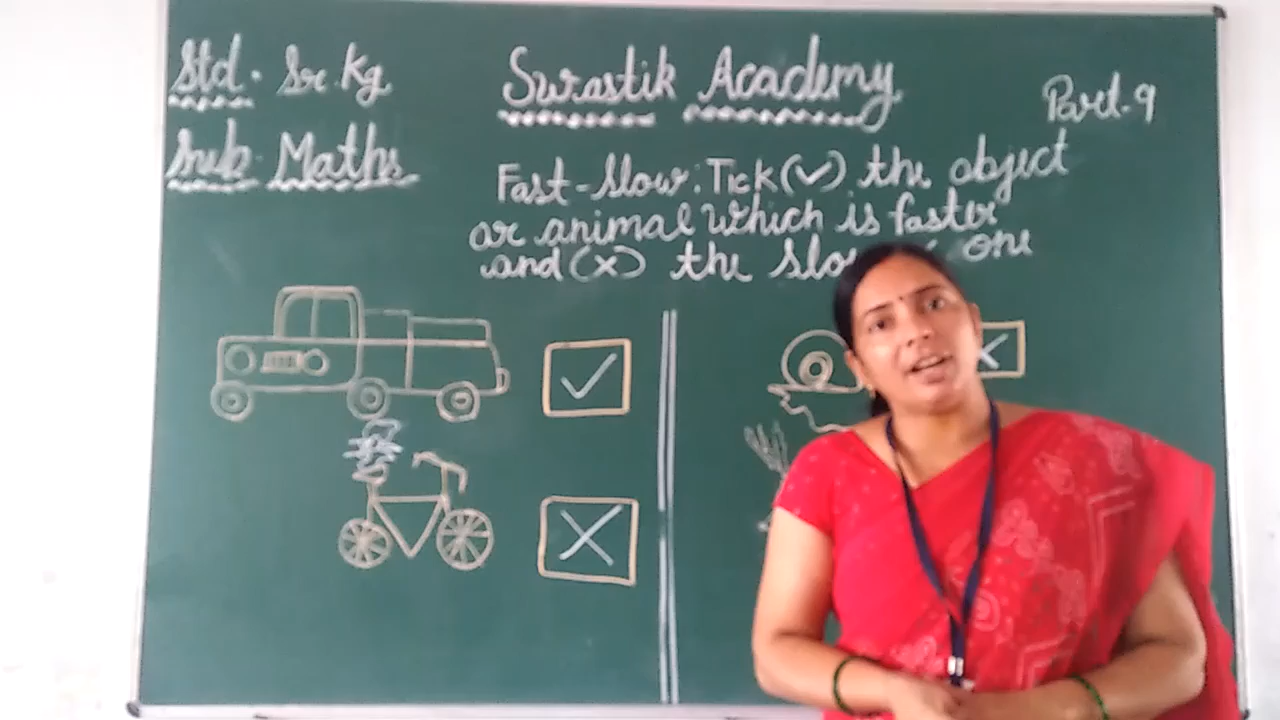 Std. Sr. Kg
Swastik Academy
Part-9
Sub. Maths
Fast-Slow: Tick (✓) the object
or animal which is faster
and (x) the one